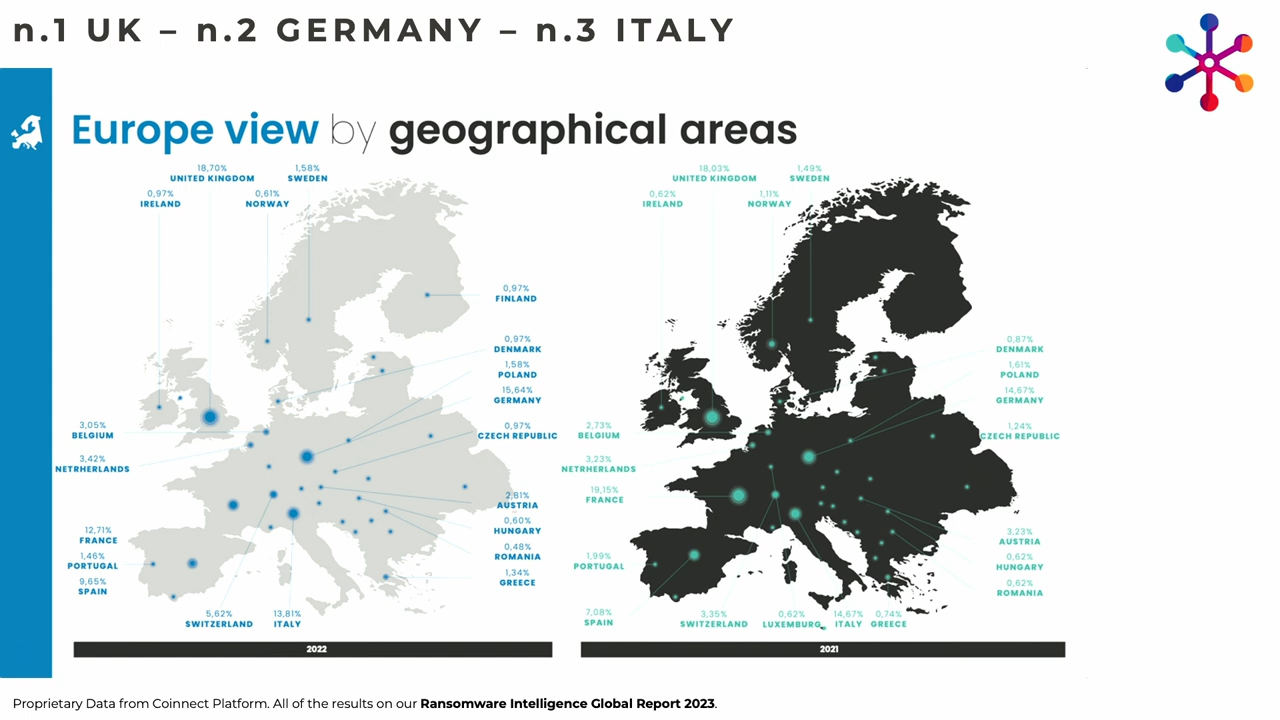 n.1 UK – n.2 GERMANY – n.3 ITALY
Europe view by geographical areas
18,70%
UNITED KINGDOM
1,58%
SWEDEN
0,97%
IRELAND
0,61%
NORWAY
0,97%
FINLAND
0,97%
DENMARK
1,58%
POLAND
15,64%
GERMANY
0,97%
CZECH REPUBLIC
3,05%
BELGIUM
3,42%
NETRHERLANDS
2,81%
AUSTRIA
0,60%
HUNGARY
0,48%
ROMANIA
1,34%
GREECE
12,71%
FRANCE
1,46%
PORTUGAL
9,65%
SPAIN
5,62%
SWITZERLAND
13,81%
ITALY
2022
18,03%
UNITED KINGDOM
1,49%
SWEDEN
0,62%
IRELAND
1,11%
NORWAY
0,87%
DENMARK
1,61%
POLAND
14,67%
GERMANY
1,24%
CZECH REPUBLIC
2,73%
BELGIUM
3,23%
NETRHERLANDS
19,15%
FRANCE
3,23%
AUSTRIA
0,62%
HUNGARY
0,62%
ROMANIA
1,99%
PORTUGAL
7,08%
SPAIN
3,35%
SWITZERLAND
0,62%
LUXEMBURG
14,67%
ITALY
0,74%
GREECE
2021
Proprietary Data from Coinnect Platform. All of the results on our Ransomware Intelligence Global Report 2023.